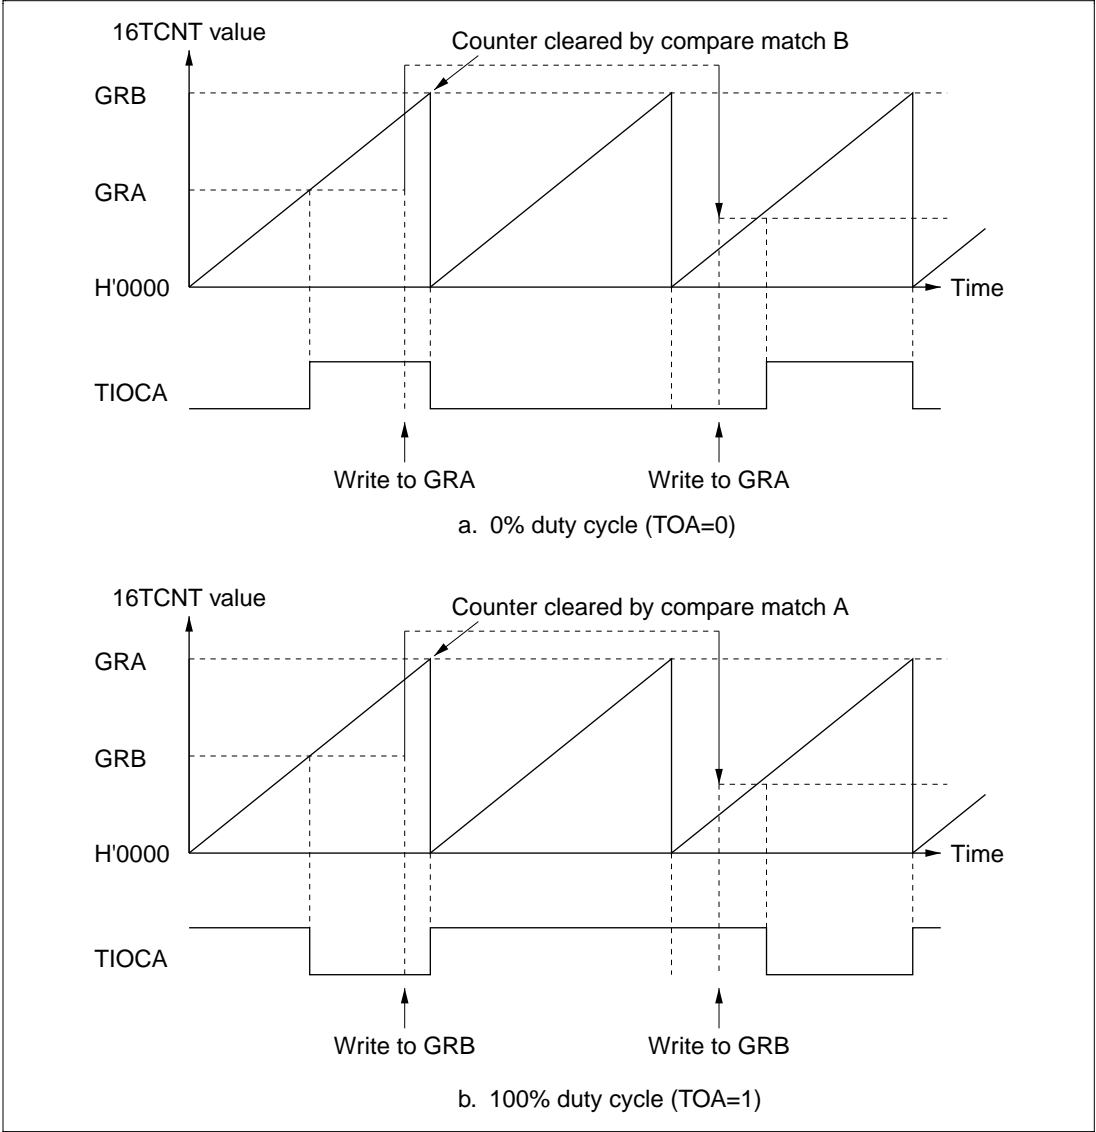 16TCNT value
Counter cleared by compare match B
GRB
GRA
H'0000
Time
TIOCA
Write to GRA
Write to GRA
a. 0% duty cycle (TOA=0)
16TCNT value
Counter cleared by compare match A
GRA
GRB
H'0000
Time
TIOCA
Write to GRB
Write to GRB
b. 100% duty cycle (TOA=1)